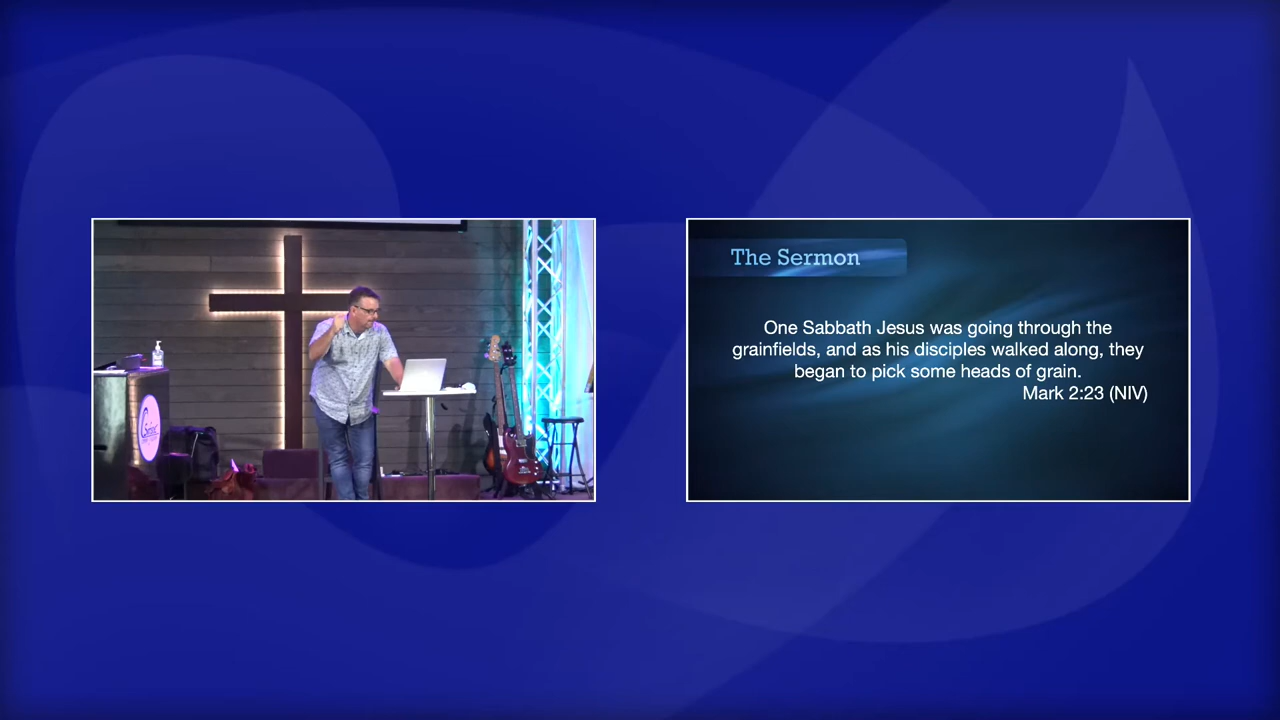 The Sermon
One Sabbath Jesus was going through the
grainfields, and as his disciples walked along, they
began to pick some heads of grain.
Mark 2:23 (NIV)